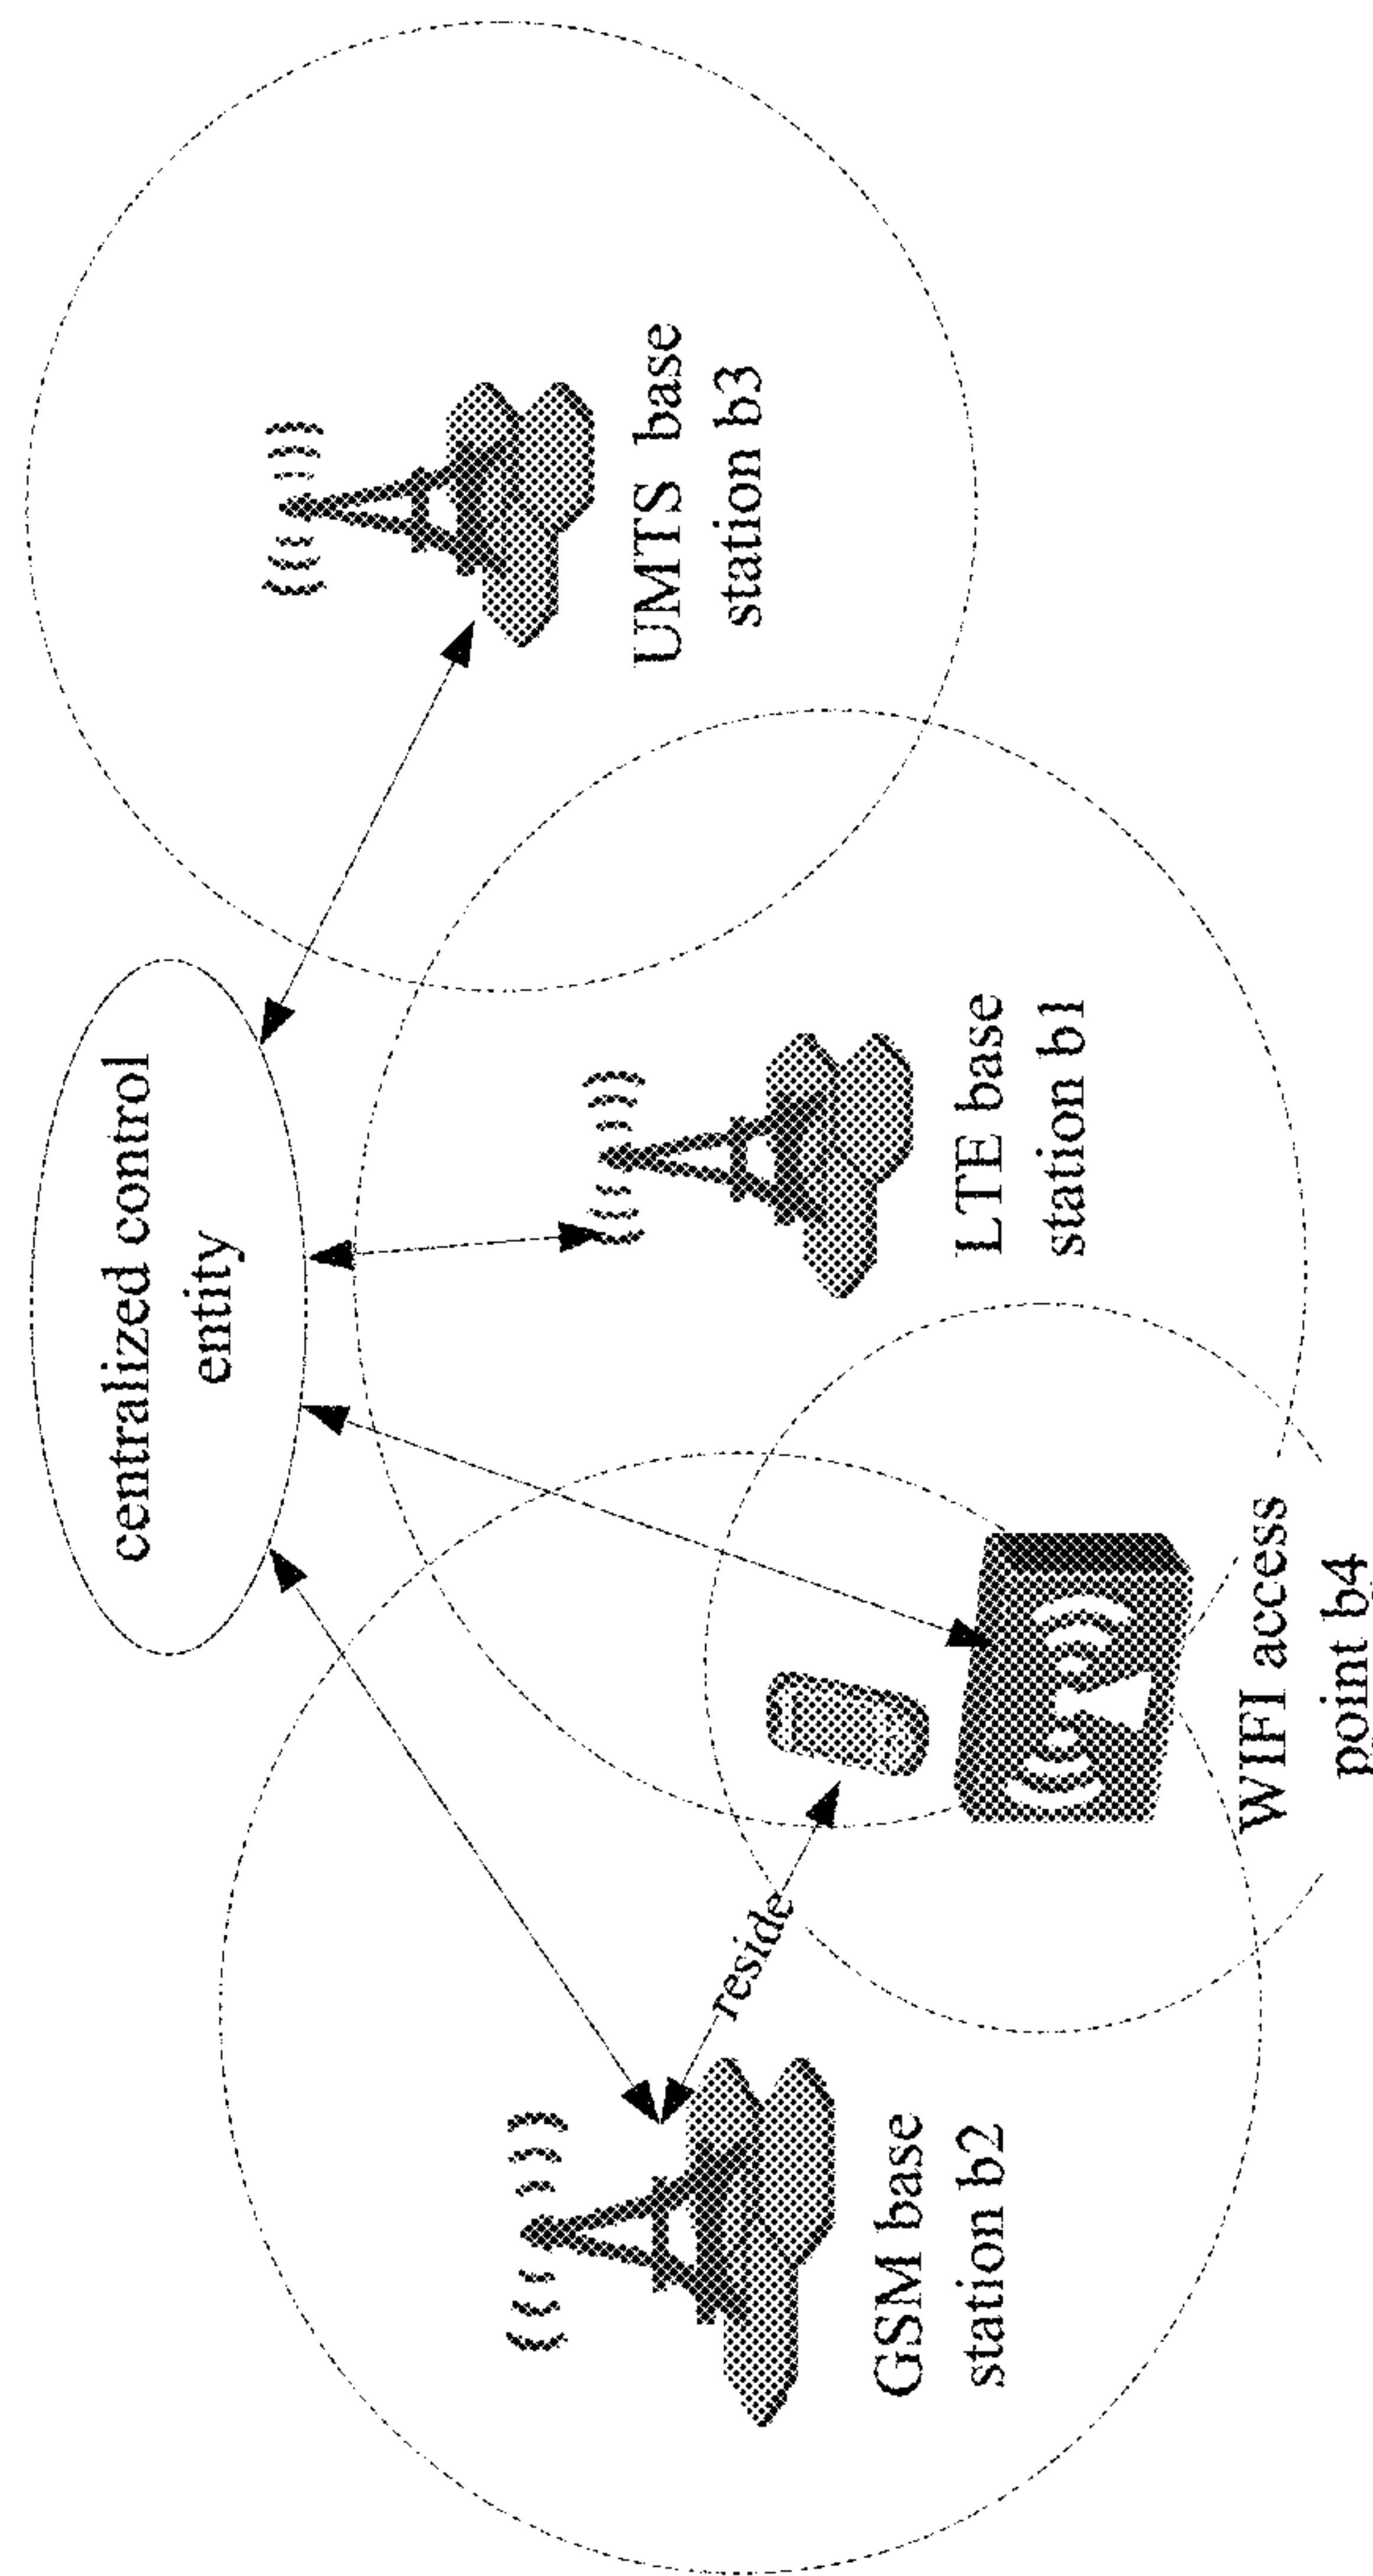 centralized control
entity
UMTS base
station b3
LTE base
station b1
reside
GSM base
station b2
WIFI access
point b4